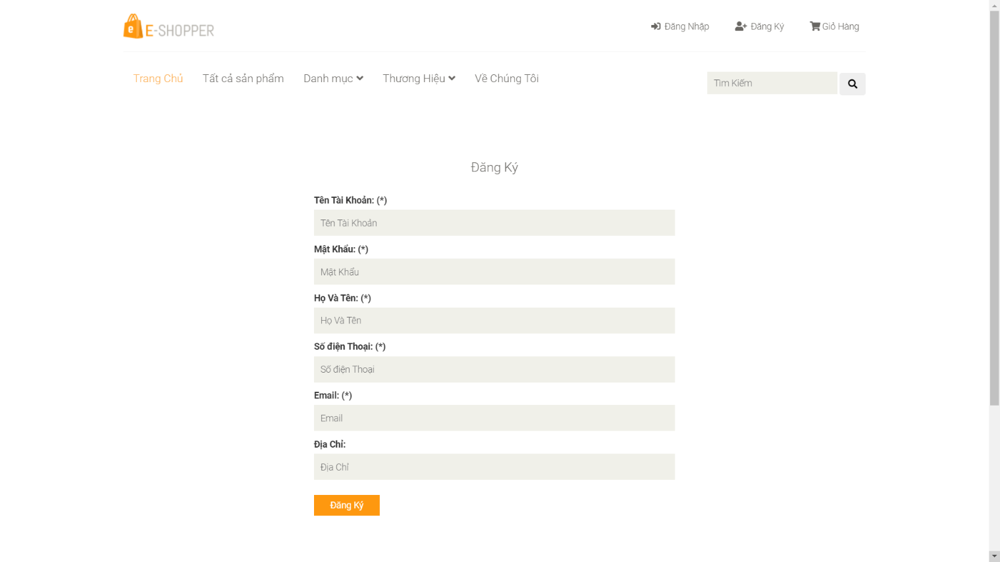 E-SHOPPER
Đăng Nhập
Đăng Ký
Giỏ Hàng
Trang Chủ
Tất cả sản phẩm
Danh mục
Thương Hiệu
Về Chúng Tôi
Tìm Kiếm
Đăng Ký
Tên Tài Khoản: (*)
Tên Tài Khoản
Mật Khẩu: (*)
Mật Khẩu
Họ Và Tên: (*)
Họ Và Tên
Số điện Thoại: (*)
Số điện Thoại
Email: (*)
Email
Địa Chỉ:
Địa Chỉ
Đăng Ký